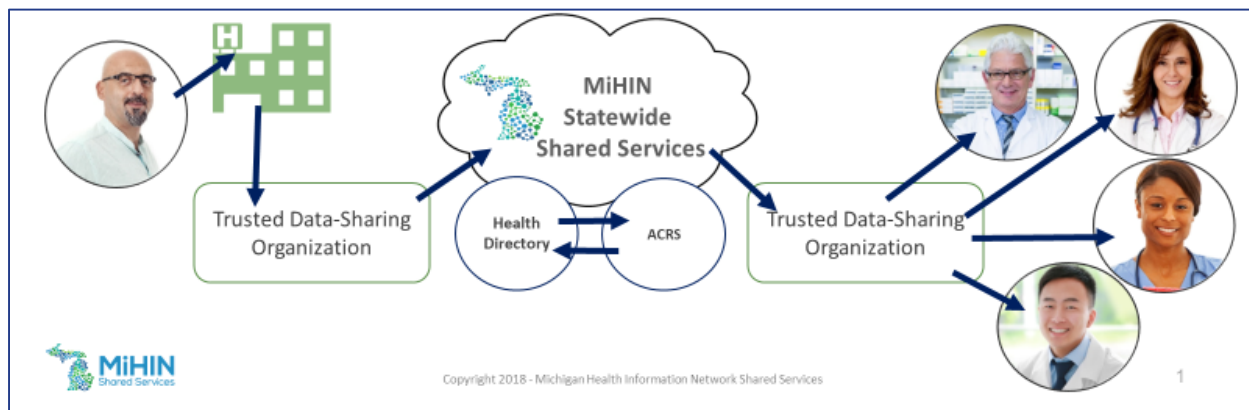 H
MiHIN
Statewide
Shared Services
Trusted Data-Sharing
Organization
Health
Directory
ACRS
Trusted Data-Sharing
Organization
MiHIN
Shared Services
Copyright 2018 - Michigan Health Information Network Shared Services
1